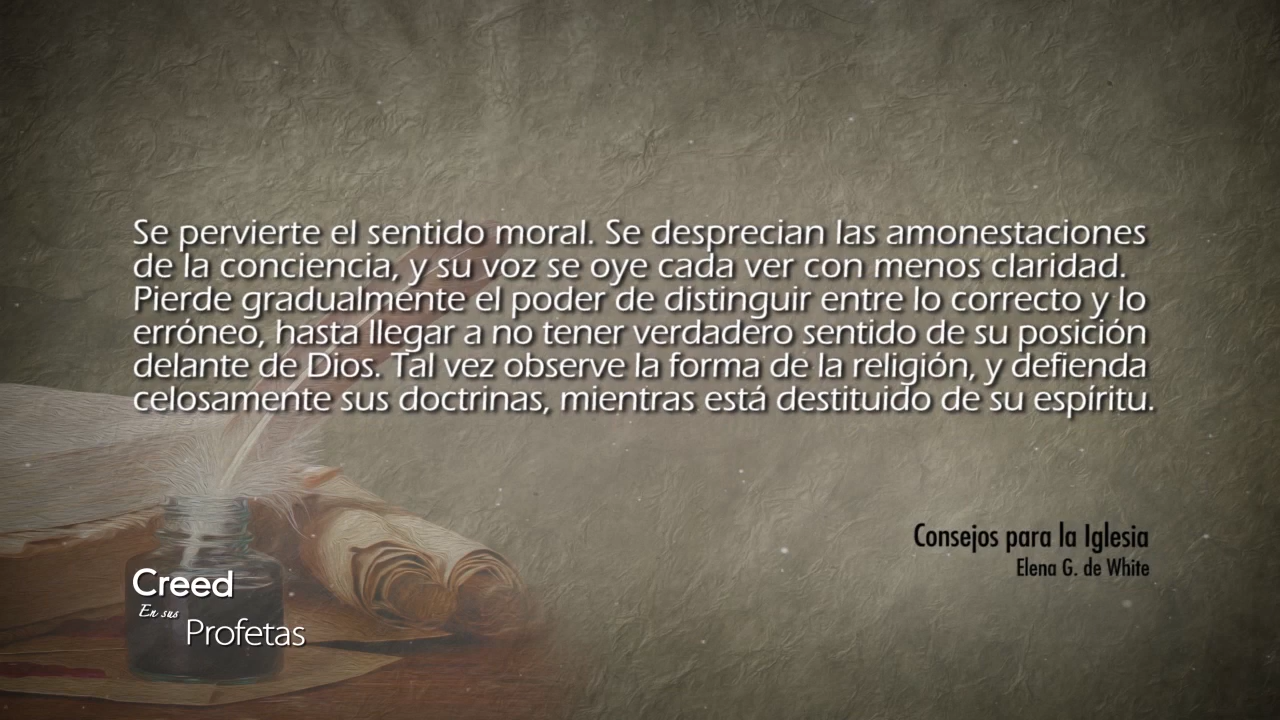 Se pervierte el sentido moral. Se desprecian las amonestaciones
de la conciencia, y su voz se oye cada ver con menos claridad.
Pierde gradualmente el poder de distinguir entre lo correcto y lo
erróneo, hasta llegar a no tener verdadero sentido de su posición
delante de Dios. Tal vez observe la forma de la religión, y defienda
celosamente sus doctrinas, mientras está destituido de su espíritu.
Consejos para la Iglesia
Elena G. de White
Creed
En sus
Profetas